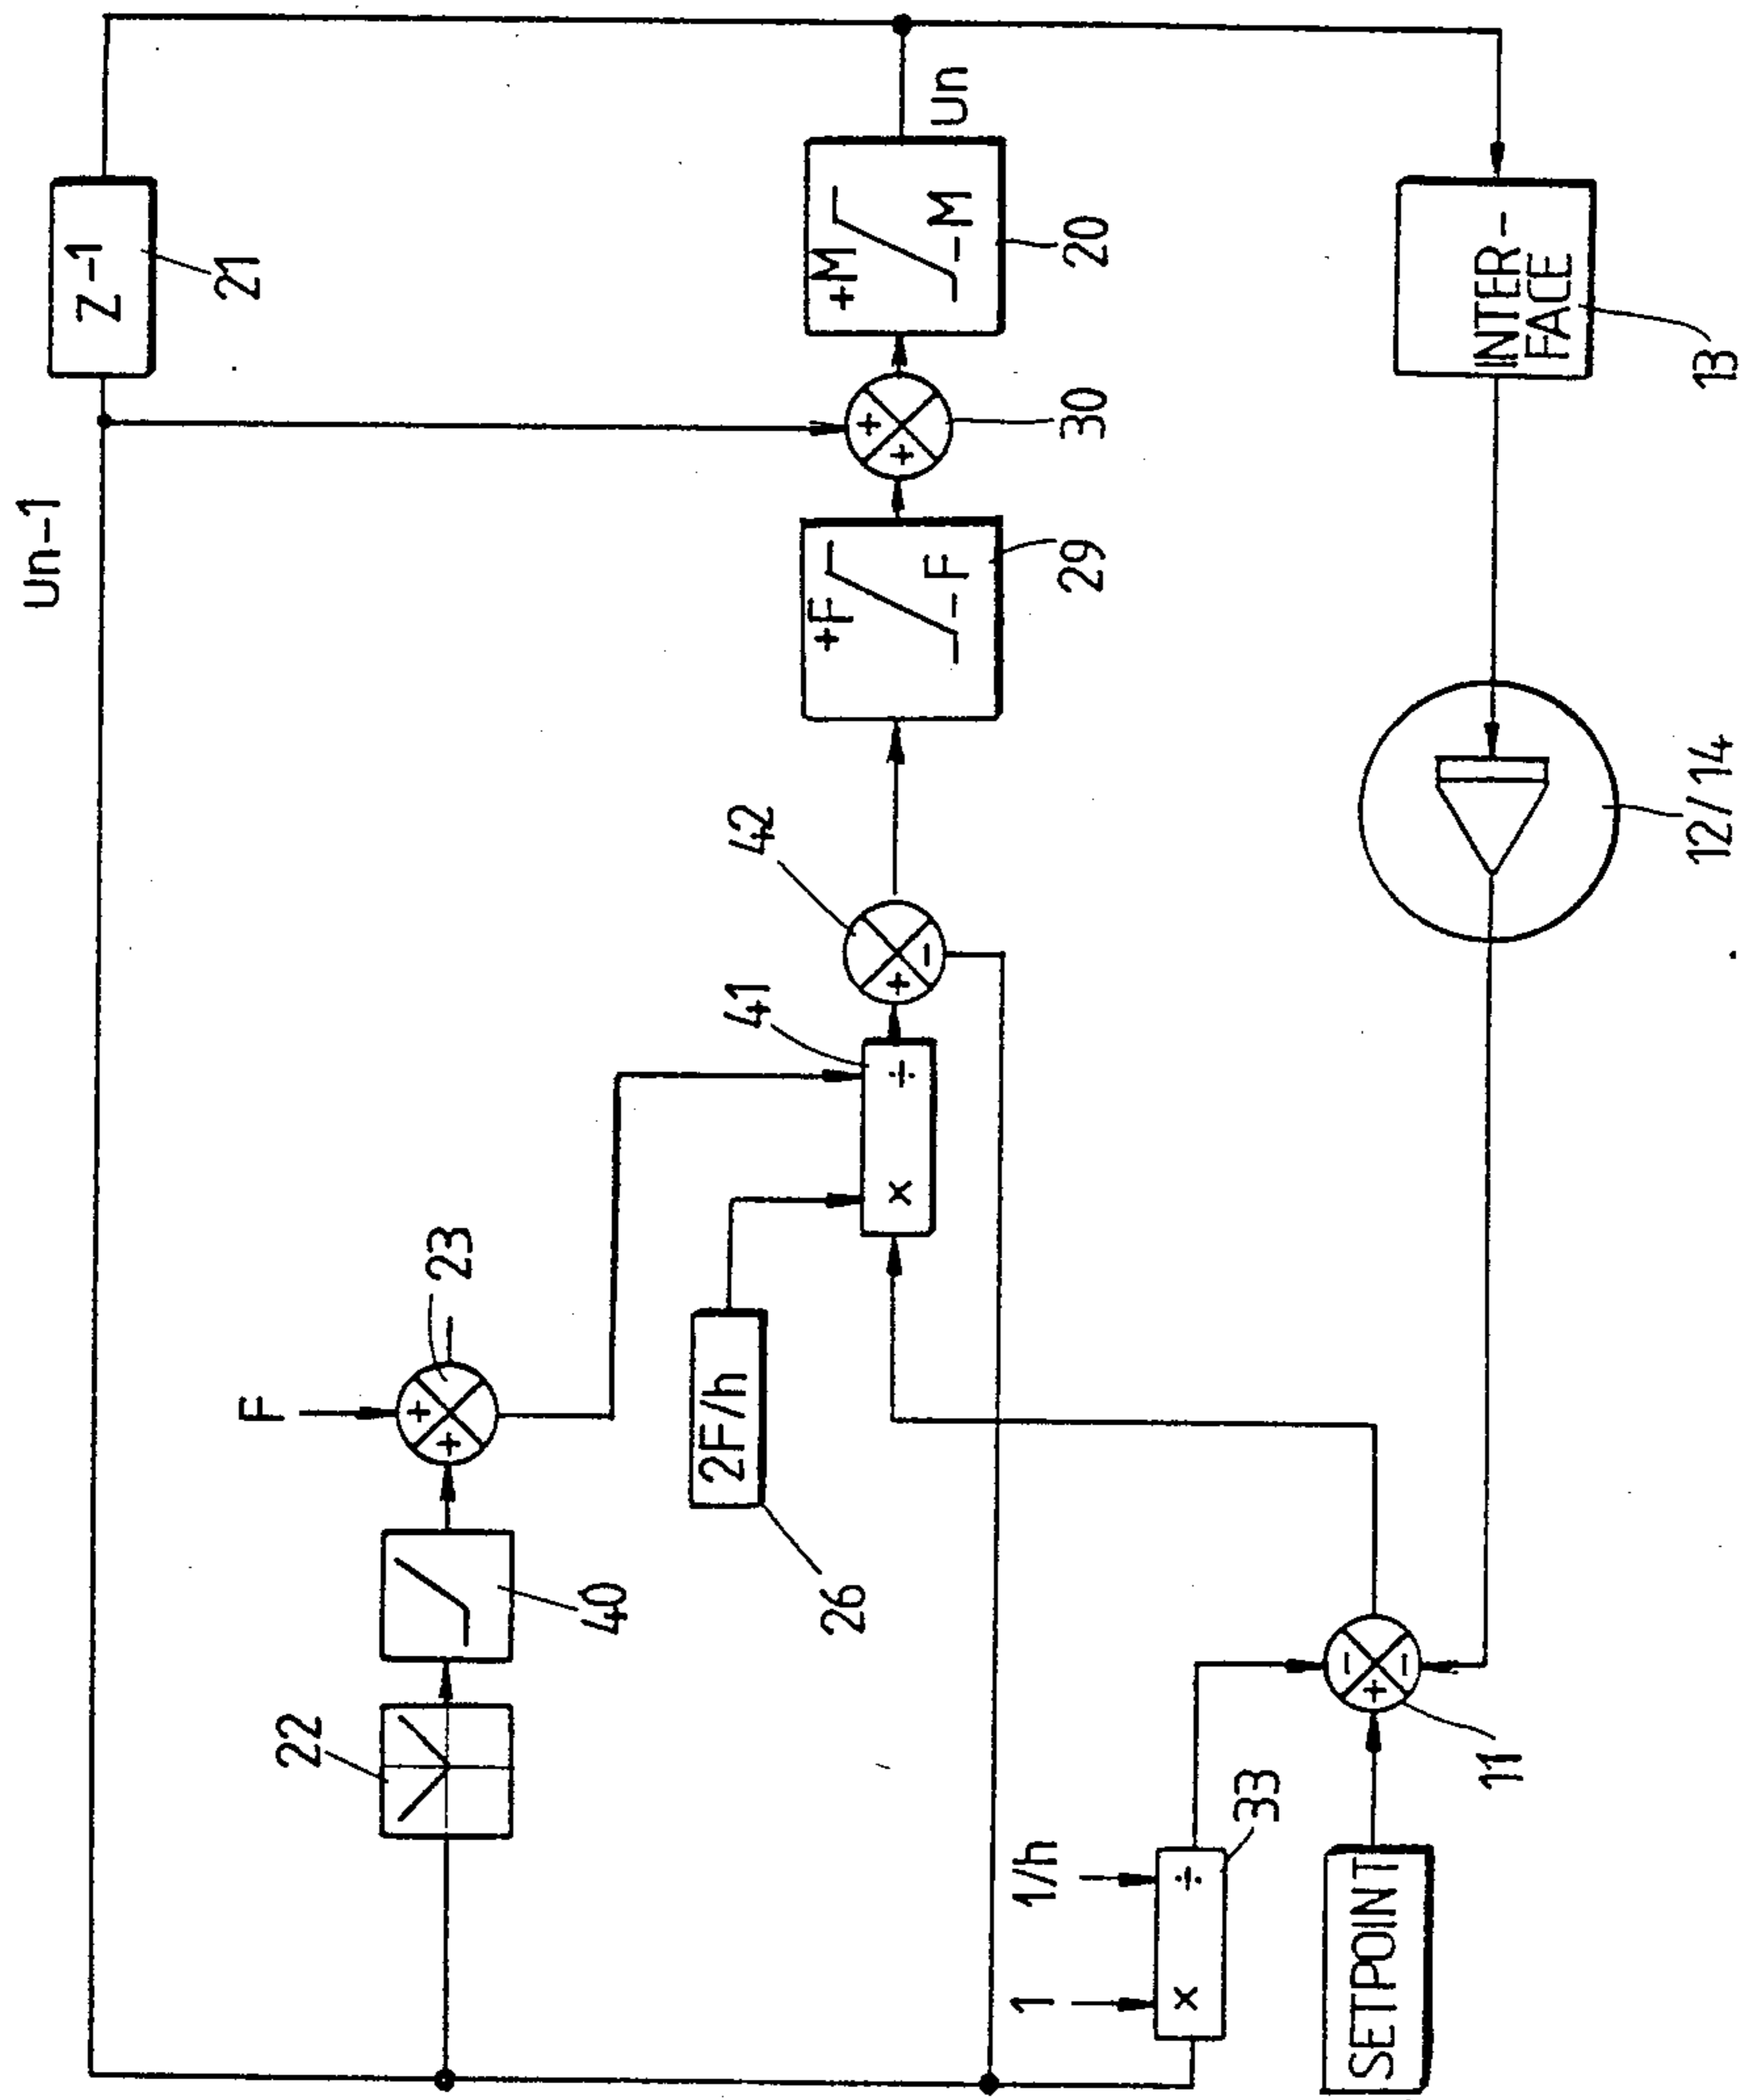 Un-1
Z-1
21
22
40
F
+
+
23
2F/h
26
x
÷
41
+
-
42
+F
-F
29
+
+
30
+M
-M
20
Un
1
1/h
x
÷
33
SETPOINT
-
+
-
11
12/14
INTER-
FACE
13